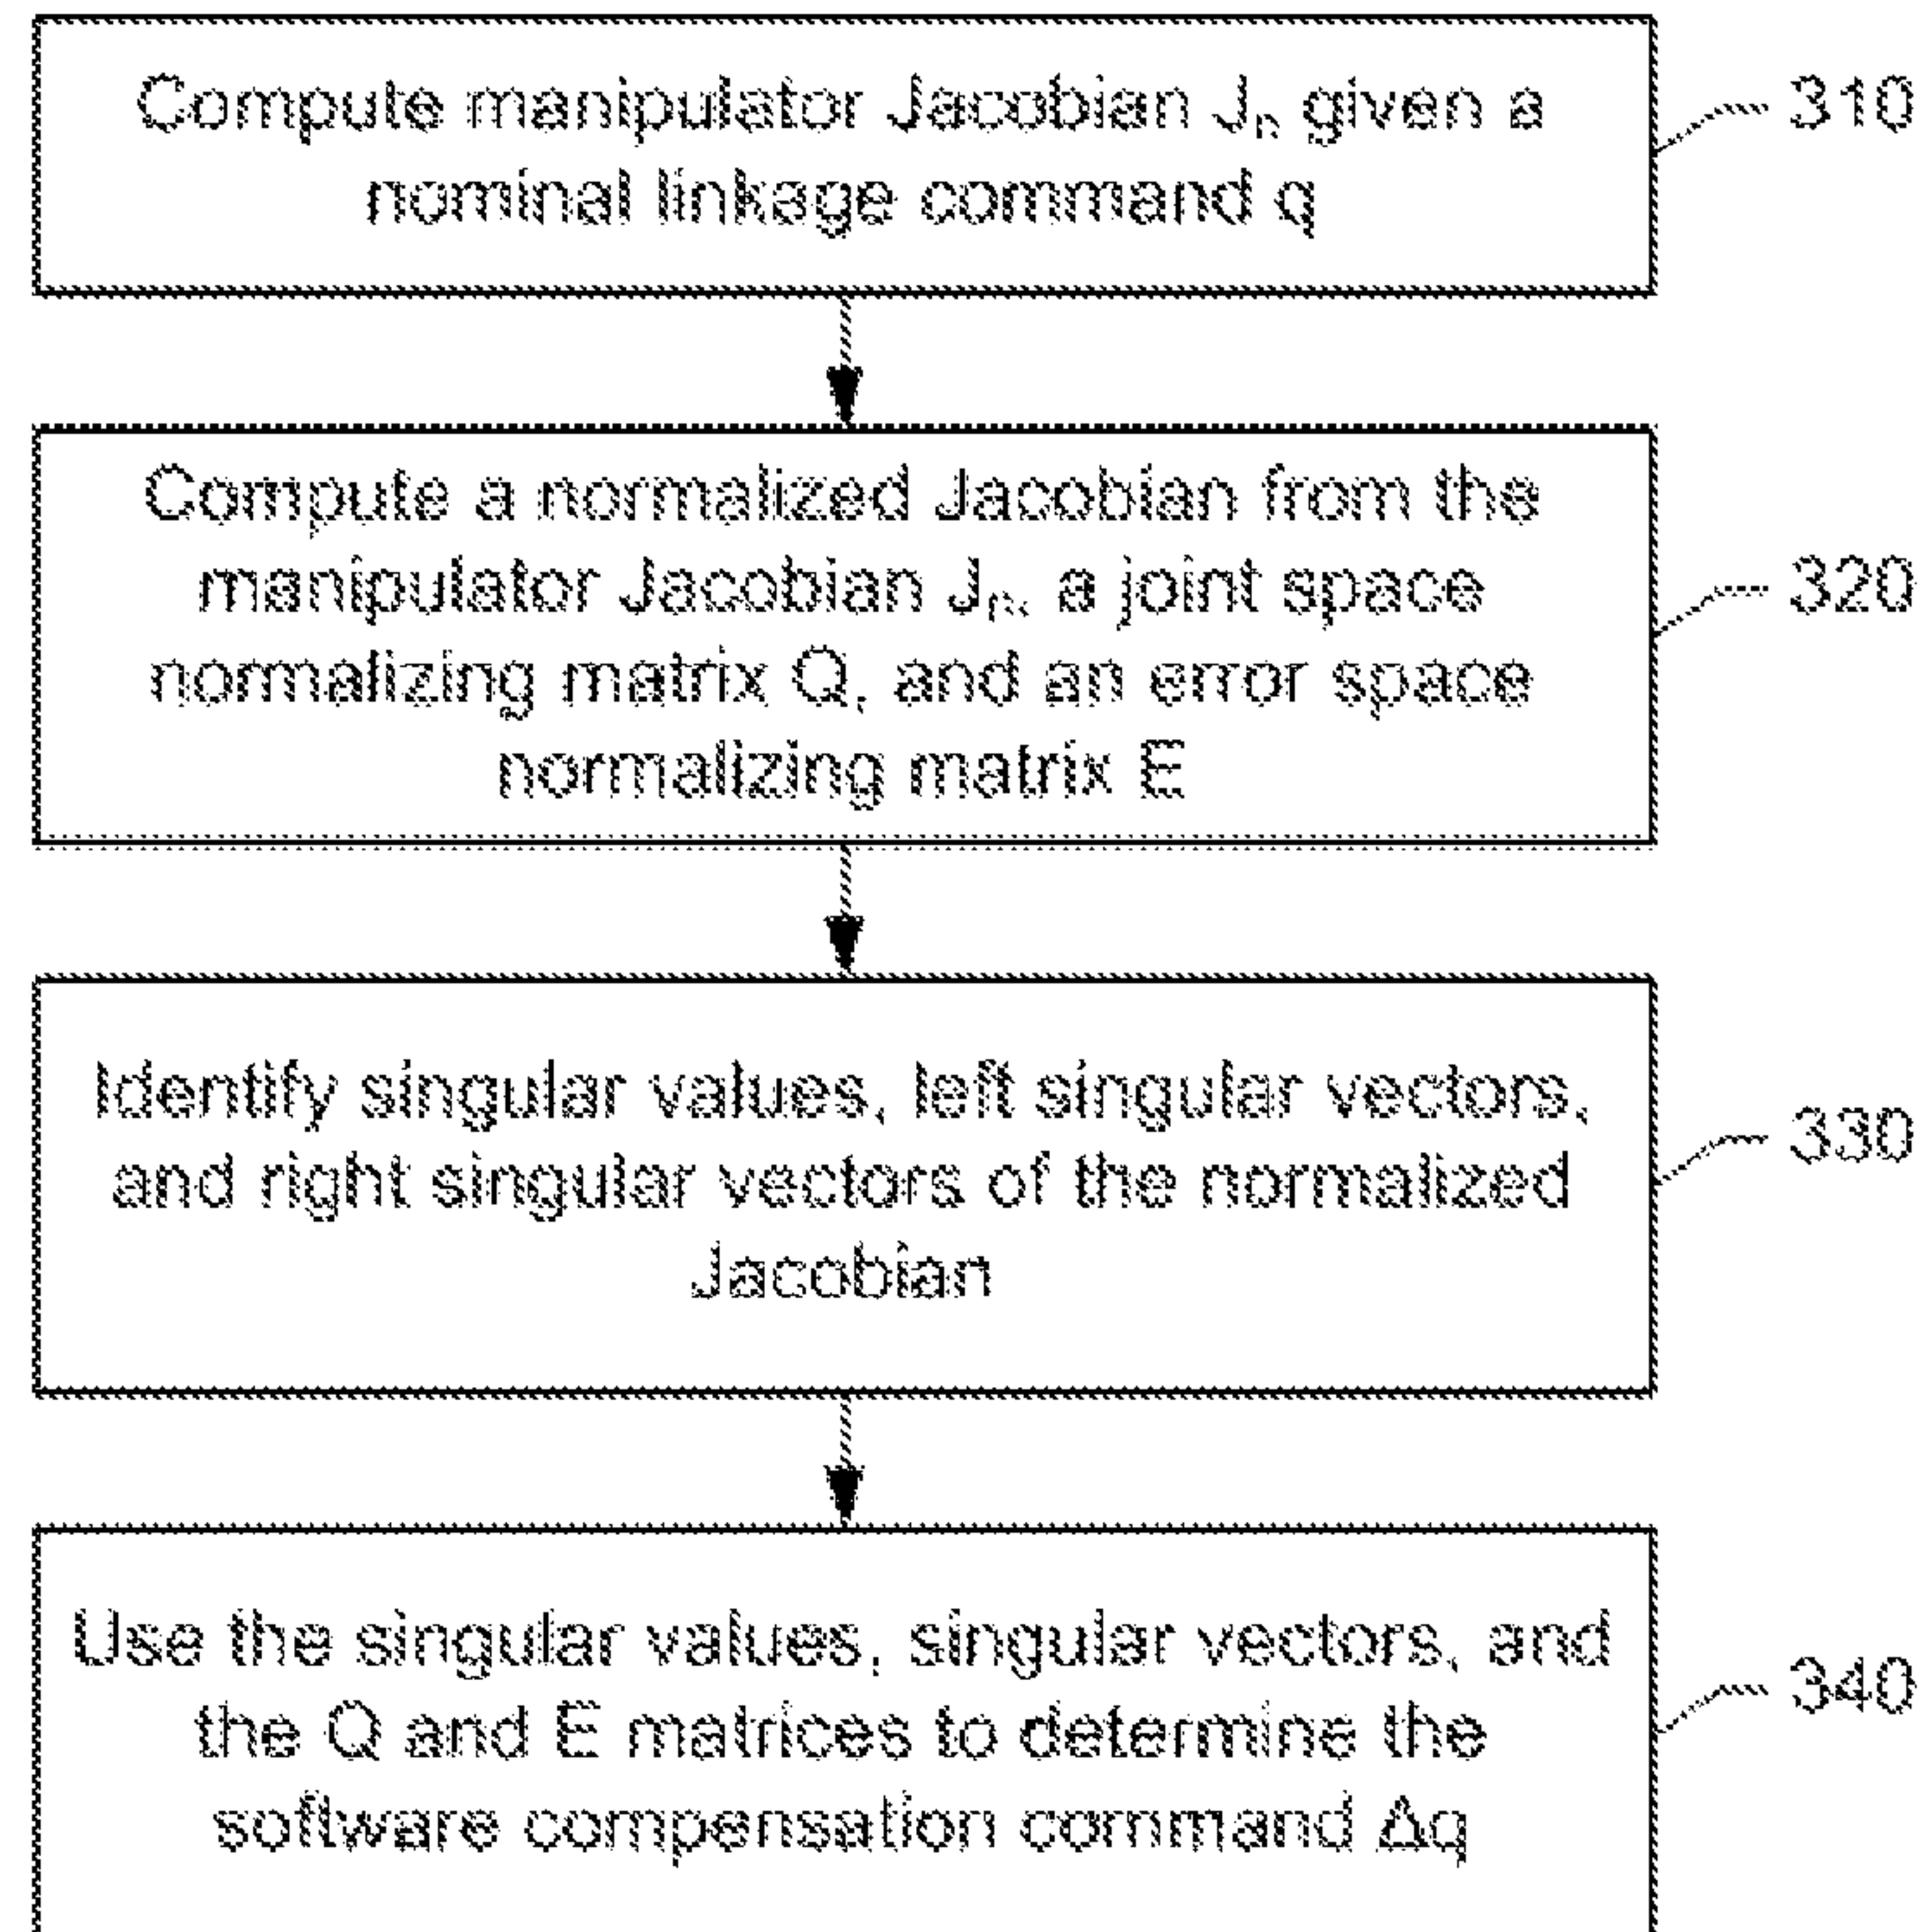 Compute manipulator Jacobian Jn given a
nominal linkage command q
310
Compute a normalized Jacobian from the
manipulator Jacobian Jn, a joint space
normalizing matrix Q, and an error space
normalizing matrix E
320
Identify singular values, left singular vectors,
and right singular vectors of the normalized
Jacobian
330
Use the singular values, singular vectors, and
the Q and E matrices to determine the
software compensation command Δq
340